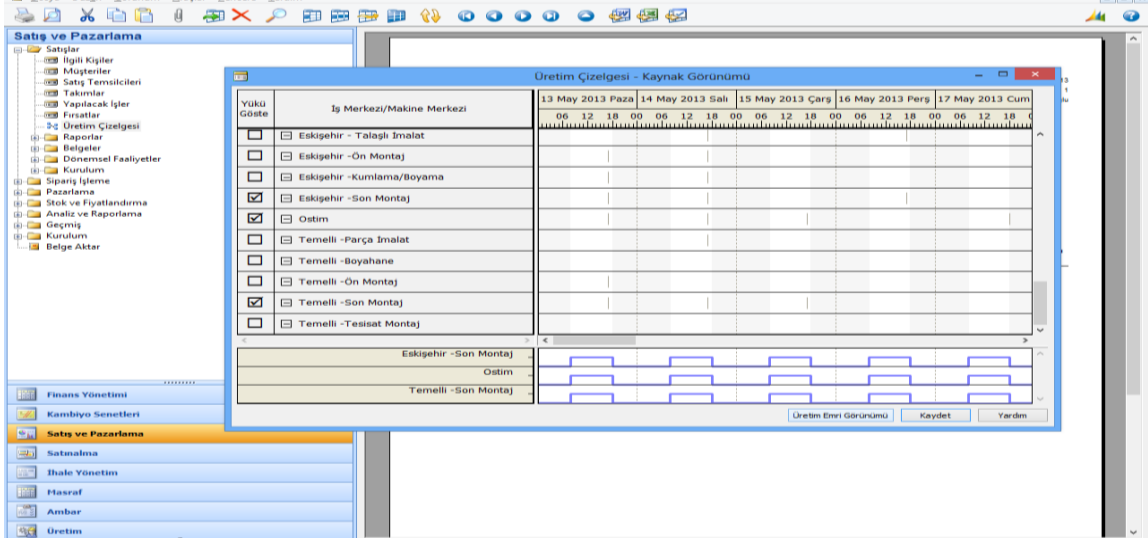 Satış ve Pazarlama
Satışlar
İlgili Kişiler
Müşteriler
Satış Temsilcileri
Takımlar
Yapılacak İşler
Fırsatlar
Üretim Çizelgesi
Raporlar
Belgeler
Dönemsel Faaliyetler
Kurulum
Sipariş İşleme
Pazarlama
Stok ve Fiyatlandırma
Analiz ve Raporlama
Geçmiş
Kurulum
Belge Aktar
Finans Yönetimi
Kambiyo Senetleri
Satış ve Pazarlama
Satınalma
İhale Yönetim
Masraf
Ambar
Üretim
Üretim Çizelgesi - Kaynak Görünümü
Yükü Göste
İş Merkezi/Makine Merkezi
13 May 2013 Paza 14 May 2013 Salı 15 May 2013 Çarş 16 May 2013 Perş 17 May 2013 Cum
06 12 18 00 06 12 18 00 06 12 18 00 06 12 18 00 06 12 18
Eskişehir - Talaşlı İmalat
Eskişehir -Ön Montaj
Eskişehir -Kumlama/Boyama
Eskişehir -Son Montaj
Ostim
Temelli -Parça İmalat
Temelli -Boyahane
Temelli -Ön Montaj
Temelli -Son Montaj
Temelli -Tesisat Montaj
Eskişehir -Son Montaj
Ostim
Temelli -Son Montaj
Üretim Emri Görünümü Kaydet Yardım